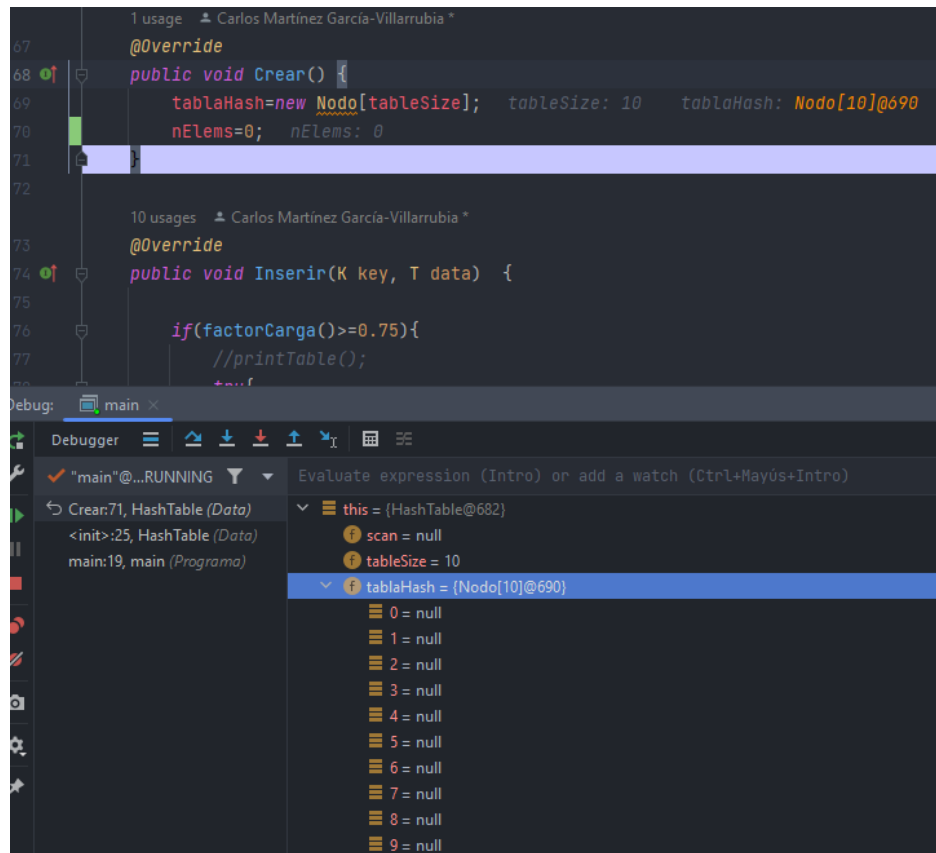 1 usage Carlos Martínez García-Villarrubia *
67 @Override
68 public void Crear() {
69 tablaHash=new Nodo[tableSize]; tableSize: 10 tablaHash: Nodo[10]@690
70 nElems=0; nElems: 0
71 }
72
10 usages Carlos Martínez García-Villarrubia *
73 @Override
74 public void Inserir(K key, T data) {
75
76 if(factorCarga()>=0.75){
77 //printTable();
try{
Debug: main
Debugger
"main"@...RUNNING Evaluate expression (Intro) or add a watch (Ctrl+Mayús+Intro)
Crear:71, HashTable (Data) this = {HashTable@682}
<init>:25, HashTable (Data) scan = null
main:19, main (Programa) tableSize = 10
tablaHash = {Nodo[10]@690}
0 = null
1 = null
2 = null
3 = null
4 = null
5 = null
6 = null
7 = null
8 = null
9 = null